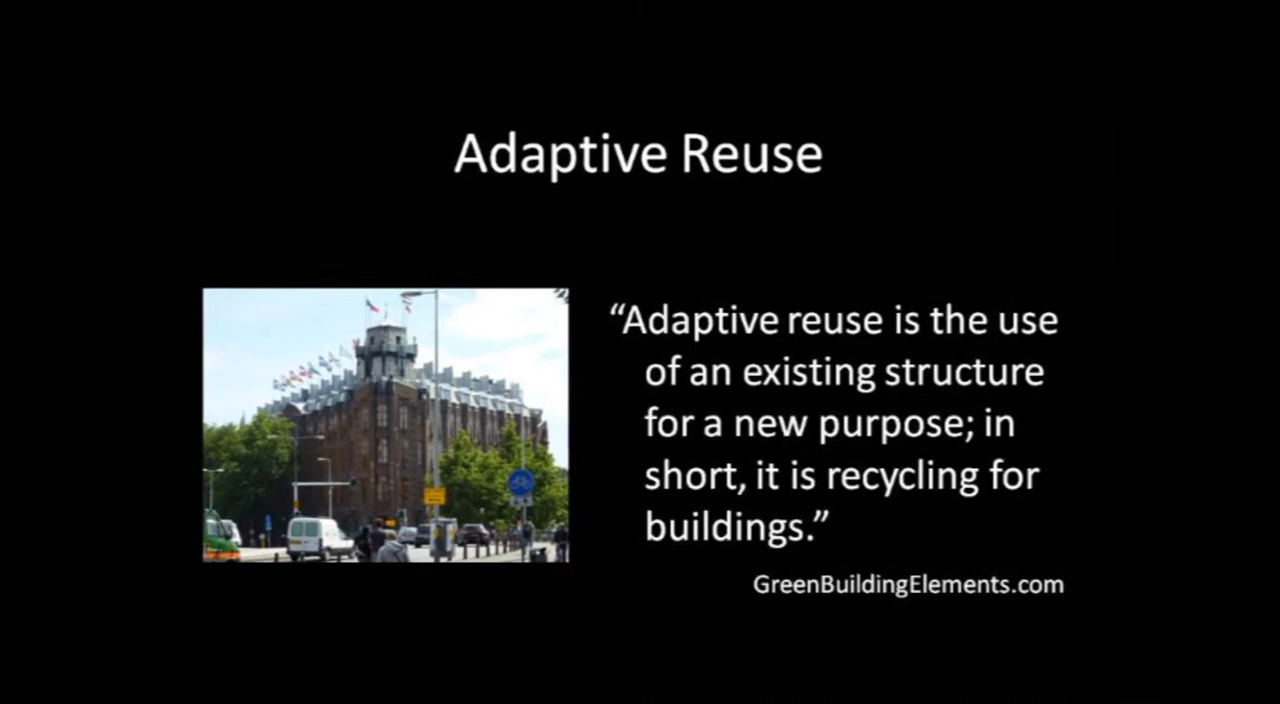 Adaptive Reuse
“Adaptive reuse is the use
of an existing structure
for a new purpose; in
short, it is recycling for
buildings.”
GreenBuildingElements.com